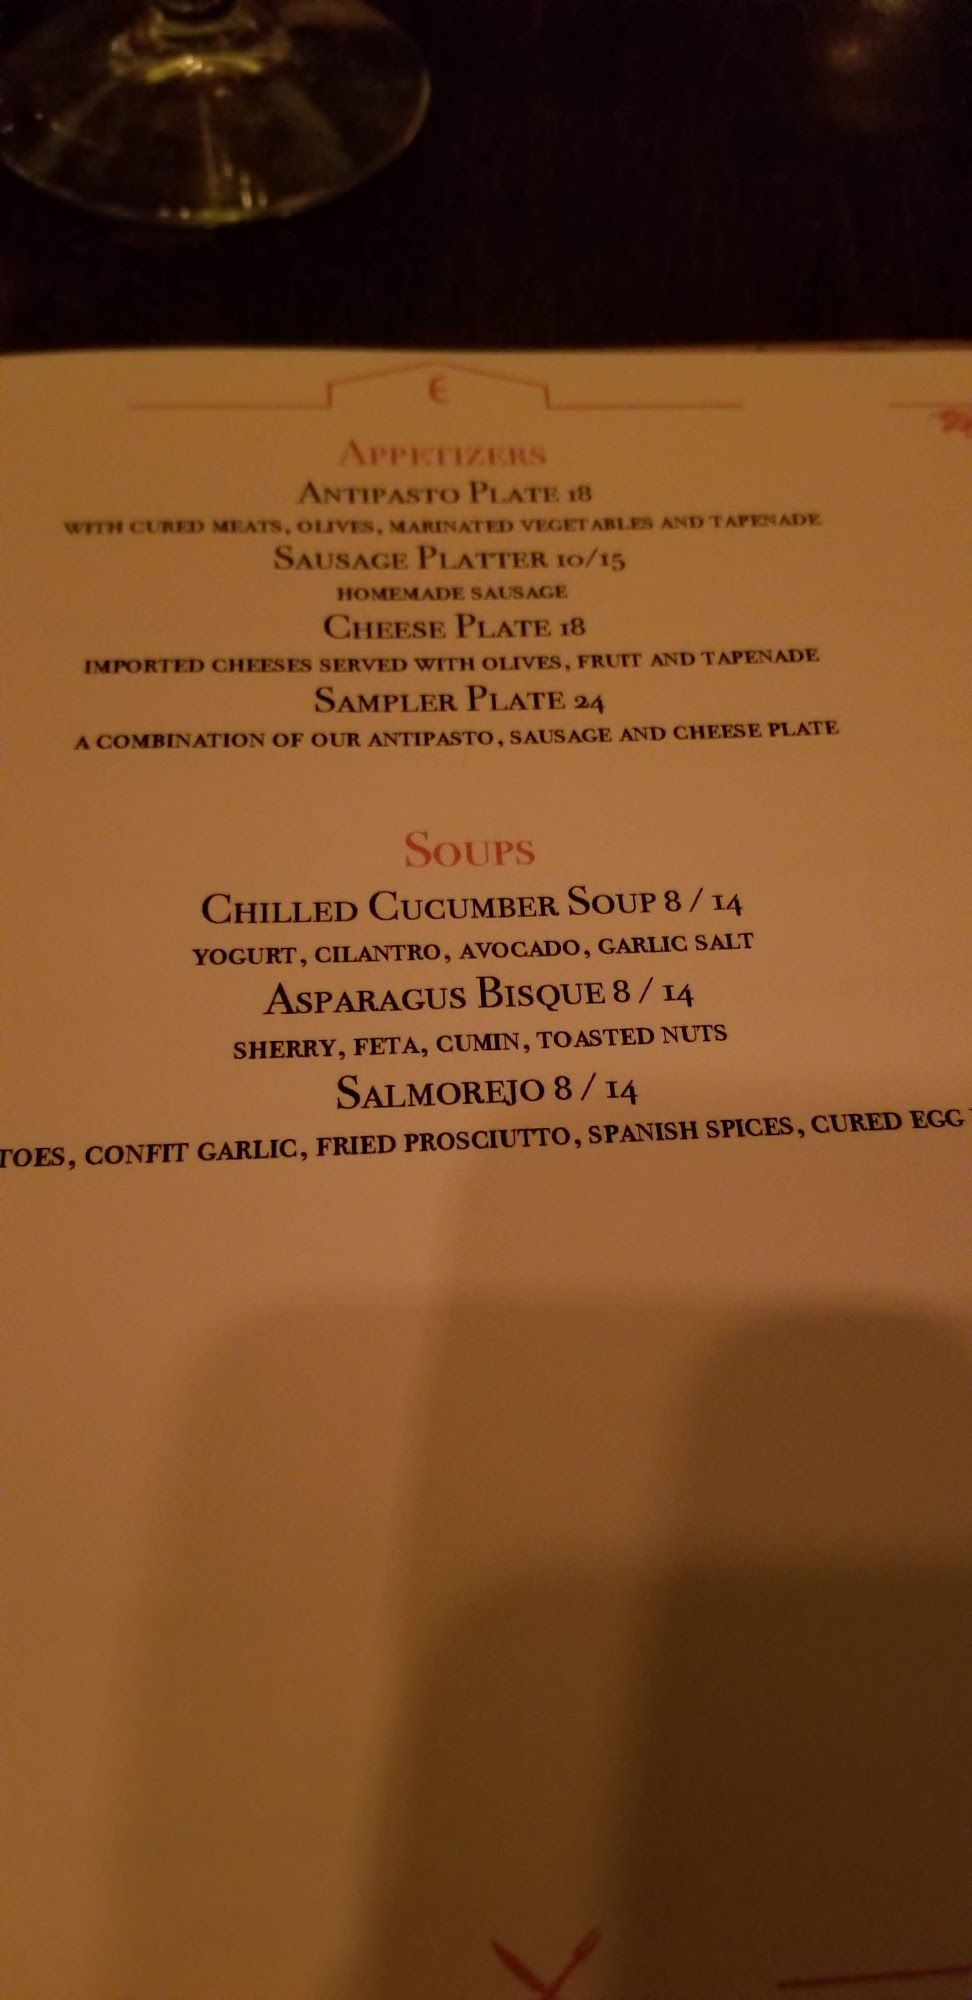 E
APPETIZERS
ANTIPASTO PLATE 18
WITH CURED MEATS, OLIVES, MARINATED VEGETABLES AND TAPENADE
SAUSAGE PLATTER 10/15
HOMEMADE SAUSAGE
CHEESE PLATE 18
IMPORTED CHEESES SERVED WITH OLIVES, FRUIT AND TAPENADE
SAMPLER PLATE 24
A COMBINATION OF OUR ANTIPASTO, SAUSAGE AND CHEESE PLATE
SOUPS
CHILLED CUCUMBER SOUP 8 / 14
YOGURT, CILANTRO, AVOCADO, GARLIC SALT
ASPARAGUS BISQUE 8 / 14
SHERRY, FETA, CUMIN, TOASTED NUTS
SALMOREJO 8 / 14
TOES, CONFIT GARLIC, FRIED PROSCIUTTO, SPANISH SPICES, CURED EGG